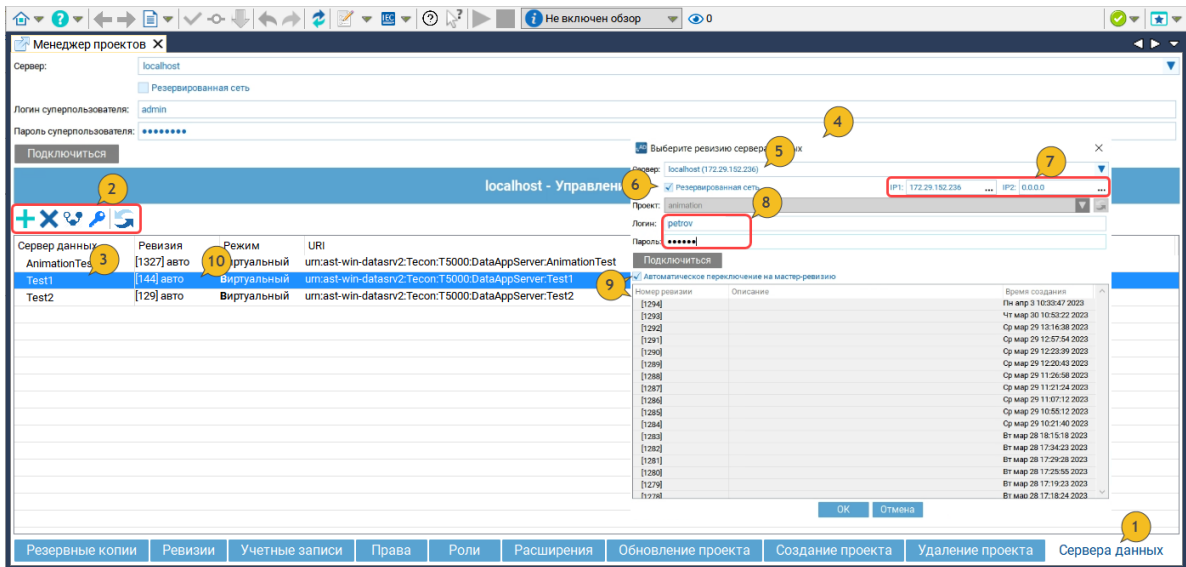 Не включен обзор
0
Менеджер проектов X
Сервер: localhost
Резервированная сеть
Логин суперпользователя: admin
Пароль суперпользователя: ••••••••
Подключиться
localhost - Управлени
2
Сервер данных Ревизия Режим URI
AnimationTes [1327] авто Виртуальный urn:ast-win-datasrv2:Tecon:T5000:DataAppServer:AnimationTest
Test1 [144] авто Виртуальный urn:ast-win-datasrv2:Tecon:T5000:DataAppServer:Test1
Test2 [129] авто Виртуальный urn:ast-win-datasrv2:Tecon:T5000:DataAppServer:Test2
3
10
4
Выберите ревизию сервера ых
5
Сервер: localhost (172.29.152.236)
7
6
Резервированная сеть IP1: 172.29.152.236 ... IP2: 0.0.0.0 ...
Проект: animation
8
Логин: petrov
Пароль: ••••••
Подключиться
Автоматическое переключение на мастер-ревизию
9
Номер ревизии Описание Время создания
[1294] Пн апр 3 10:33:47 2023
[1293] Чт мар 30 10:53:22 2023
[1292] Ср мар 29 13:16:38 2023
[1291] Ср мар 29 12:57:54 2023
[1290] Ср мар 29 12:23:39 2023
[1289] Ср мар 29 12:20:43 2023
[1288] Ср мар 29 11:26:58 2023
[1287] Ср мар 29 11:21:24 2023
[1286] Ср мар 29 11:07:12 2023
[1285] Ср мар 29 10:55:12 2023
[1284] Ср мар 29 10:21:40 2023
[1283] Вт мар 28 18:15:18 2023
[1282] Вт мар 28 17:34:23 2023
[1281] Вт мар 28 17:29:28 2023
[1280] Вт мар 28 17:25:55 2023
[1279] Вт мар 28 17:19:23 2023
[1278] Вт мар 28 17:18:24 2023
OK Отмена
1
Резервные копии Ревизии Учетные записи Права Роли Расширения Обновление проекта Создание проекта Удаление проекта Сервера данных